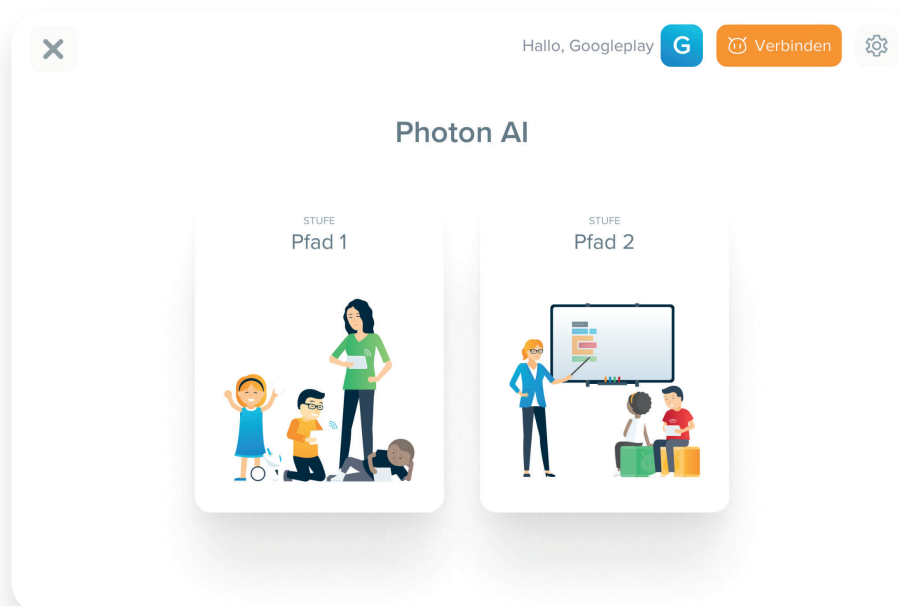 Hallo, Googleplay G Verbinden
Photon AI
STUFE
Pfad 1
STUFE
Pfad 2